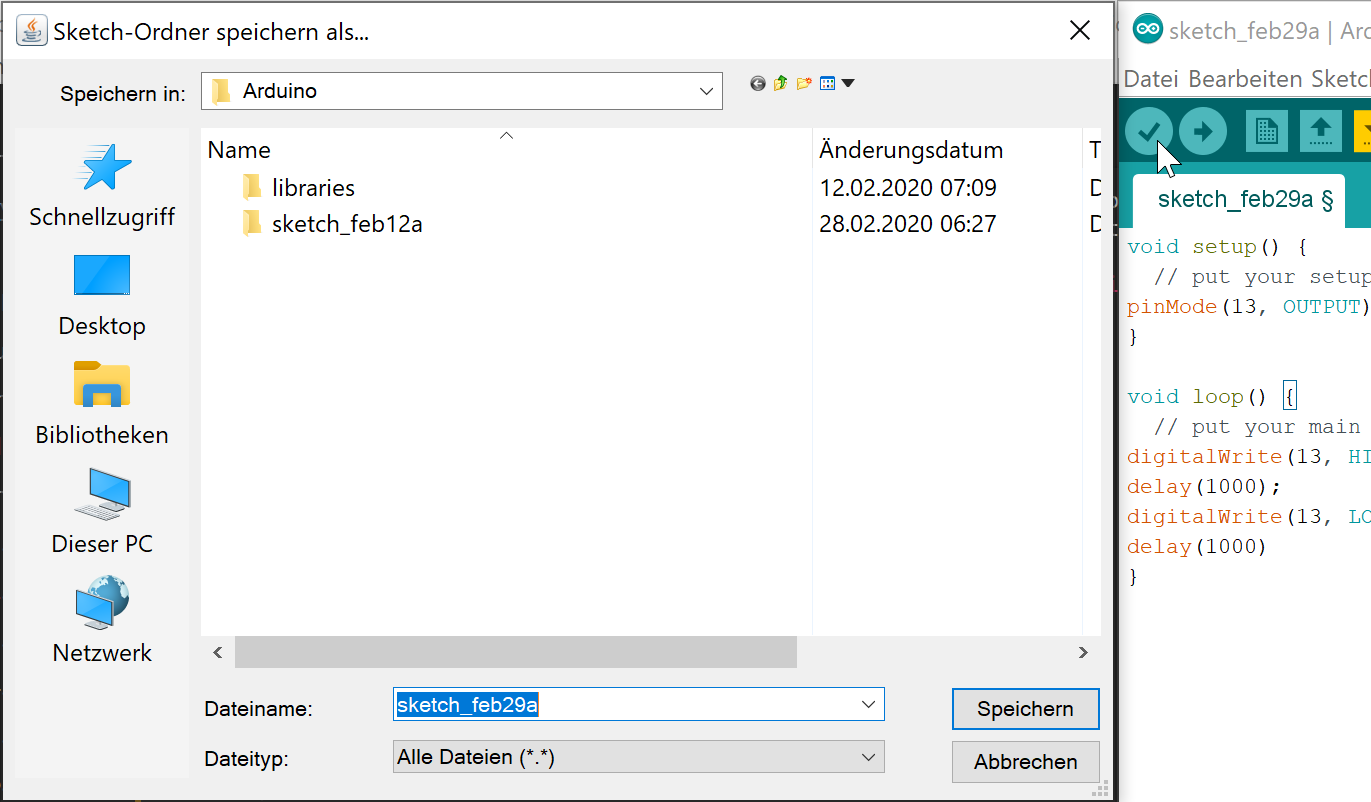 Sketch-Ordner speichern als...
Speichern in: Arduino
Name Änderungsdatum T
libraries 12.02.2020 07:09 D
sketch_feb12a 28.02.2020 06:27 D
Schnellzugriff
Desktop
Bibliotheken
Dieser PC
Netzwerk
Dateiname: sketch_feb29a Speichern
Dateityp: Alle Dateien (*.*) Abbrechen
sketch_feb29a | Ard
Datei Bearbeiten Sketch
sketch_feb29a §
void setup() {
// put your setup
pinMode(13, OUTPUT)
}
void loop() {
// put your main
digitalWrite(13, HI
delay(1000);
digitalWrite(13, LO
delay(1000)
}